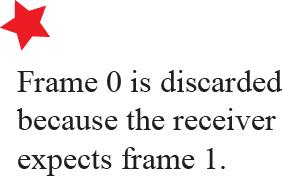 Frame 0 is discarded
because the receiver
expects frame 1.